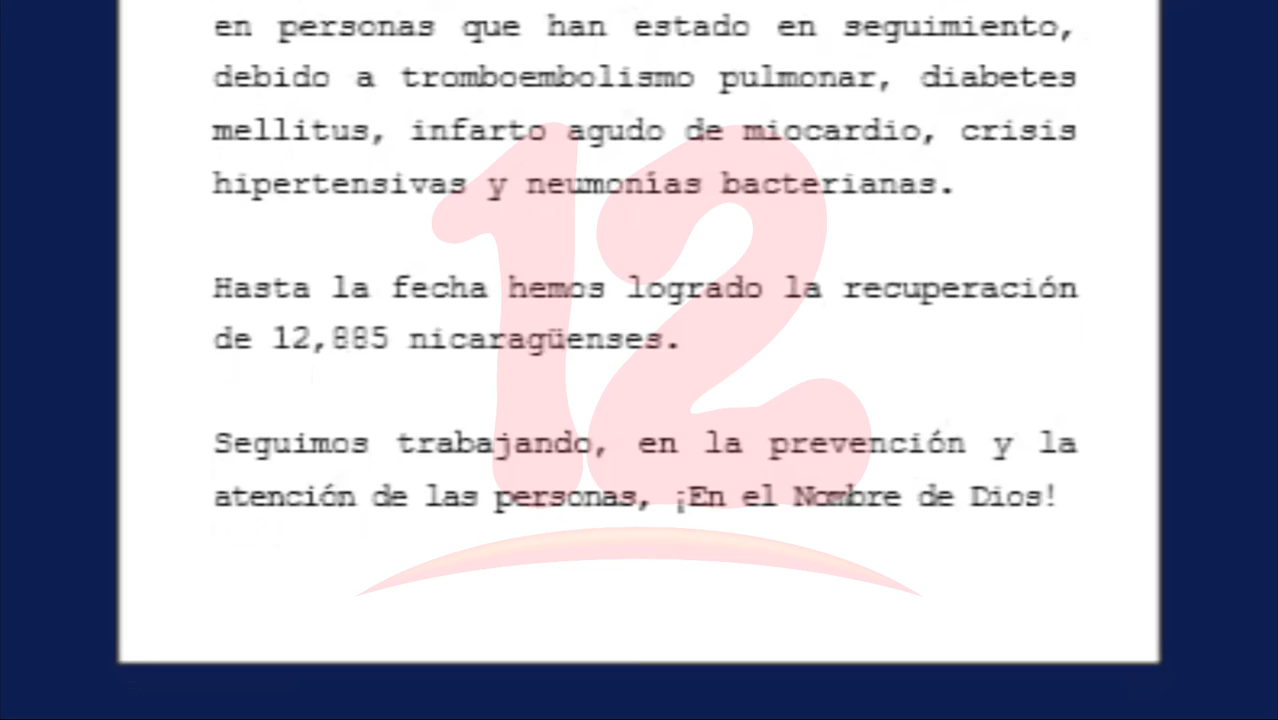 en personas que han estado en seguimiento,
debido a tromboembolismo pulmonar, diabetes
mellitus, infarto agudo de miocardio, crisis
hipertensivas y neumonías bacterianas.
Hasta la fecha hemos logrado la recuperación
de 12,885 nicaragüenses.
Seguimos trabajando, en la prevención y la
atención de las personas, ¡En el Nombre de Dios!
12